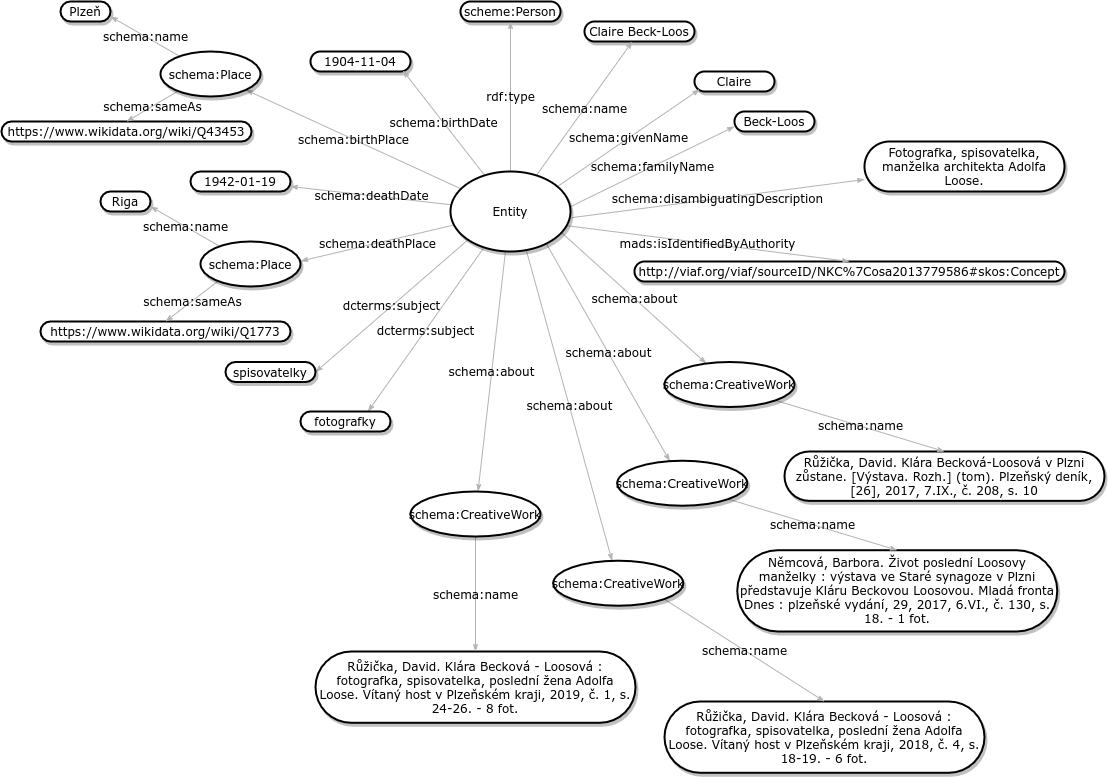 Plzeň
scheme:Person
Claire Beck-Loos
schema:name
schema:Place
1904-11-04
Claire
rdf:type
schema:name
schema:sameAs
schema:birthDate
schema:givenName
Beck-Loos
https://www.wikidata.org/wiki/Q43453
schema:birthPlace
schema:familyName
Fotografka, spisovatelka,
manželka architekta Adolfa
Loose.
1942-01-19
schema:deathDate
schema:disambiguatingDescription
Riga
Entity
schema:name
schema:deathPlace
mads:isIdentifiedByAuthority
schema:Place
http://viaf.org/viaf/sourceID/NKC%7Cosa2013779586#skos:Concept
schema:sameAs
dcterms:subject
schema:about
https://www.wikidata.org/wiki/Q1773
dcterms:subject
schema:about
spisovatelky
schema:about
schema:CreativeWork
schema:about
fotografky
schema:name
Růžička, David. Klára Becková-Loosová v Plzni
zůstane. [Výstava. Rozh.] (tom). Plzeňský deník,
[26], 2017, 7.IX., č. 208, s. 10
schema:CreativeWork
schema:CreativeWork
schema:name
Němcová, Barbora. Život poslední Loosovy
manželky : výstava ve Staré synagoze v Plzni
představuje Kláru Beckovou Loosovou. Mladá fronta
Dnes : plzeňské vydání, 29, 2017, 6.VI., č. 130, s.
18. - 1 fot.
schema:CreativeWork
schema:name
schema:name
Růžička, David. Klára Becková - Loosová :
fotografka, spisovatelka, poslední žena Adolfa
Loose. Vítaný host v Plzeňském kraji, 2019, č. 1, s.
24-26. - 8 fot.
Růžička, David. Klára Becková - Loosová :
fotografka, spisovatelka, poslední žena Adolfa
Loose. Vítaný host v Plzeňském kraji, 2018, č. 4, s.
18-19. - 6 fot.